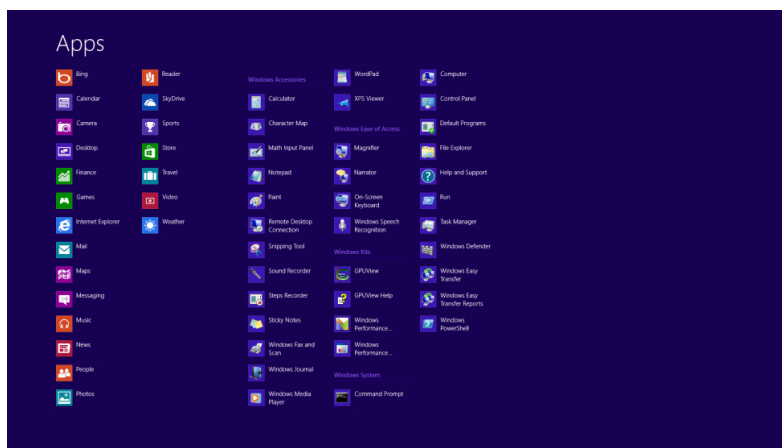 Apps
Bing
Calendar
Camera
Desktop
Finance
Games
Internet Explorer
Mail
Maps
Messaging
Music
News
People
Photos
Reader
SkyDrive
Sports
Store
Travel
Video
Weather
Windows Accessories
Calculator
Character Map
Math Input Panel
Notepad
Paint
Remote Desktop
Connection
Snipping Tool
Sound Recorder
Steps Recorder
Sticky Notes
Windows Fax and
Scan
Windows Journal
Windows Media
Player
WordPad
XPS Viewer
Windows Ease of Access
Magnifier
Narrator
On-Screen
Keyboard
Windows Speech
Recognition
Windows Kits
GPUView
GPUView Help
Windows
Performance...
Windows
Performance...
Windows System
Command Prompt
Computer
Control Panel
Default Programs
File Explorer
Help and Support
Run
Task Manager
Windows Defender
Windows Easy
Transfer
Windows Easy
Transfer Reports
Windows
PowerShell